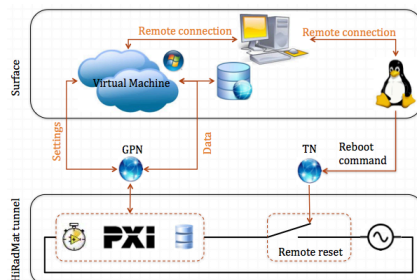 Remote connection
Remote connection
Surface
Virtual Machine
Settings
Data
GPN
TN
Reboot
command
HiRadMat tunnel
PXI
Remote reset